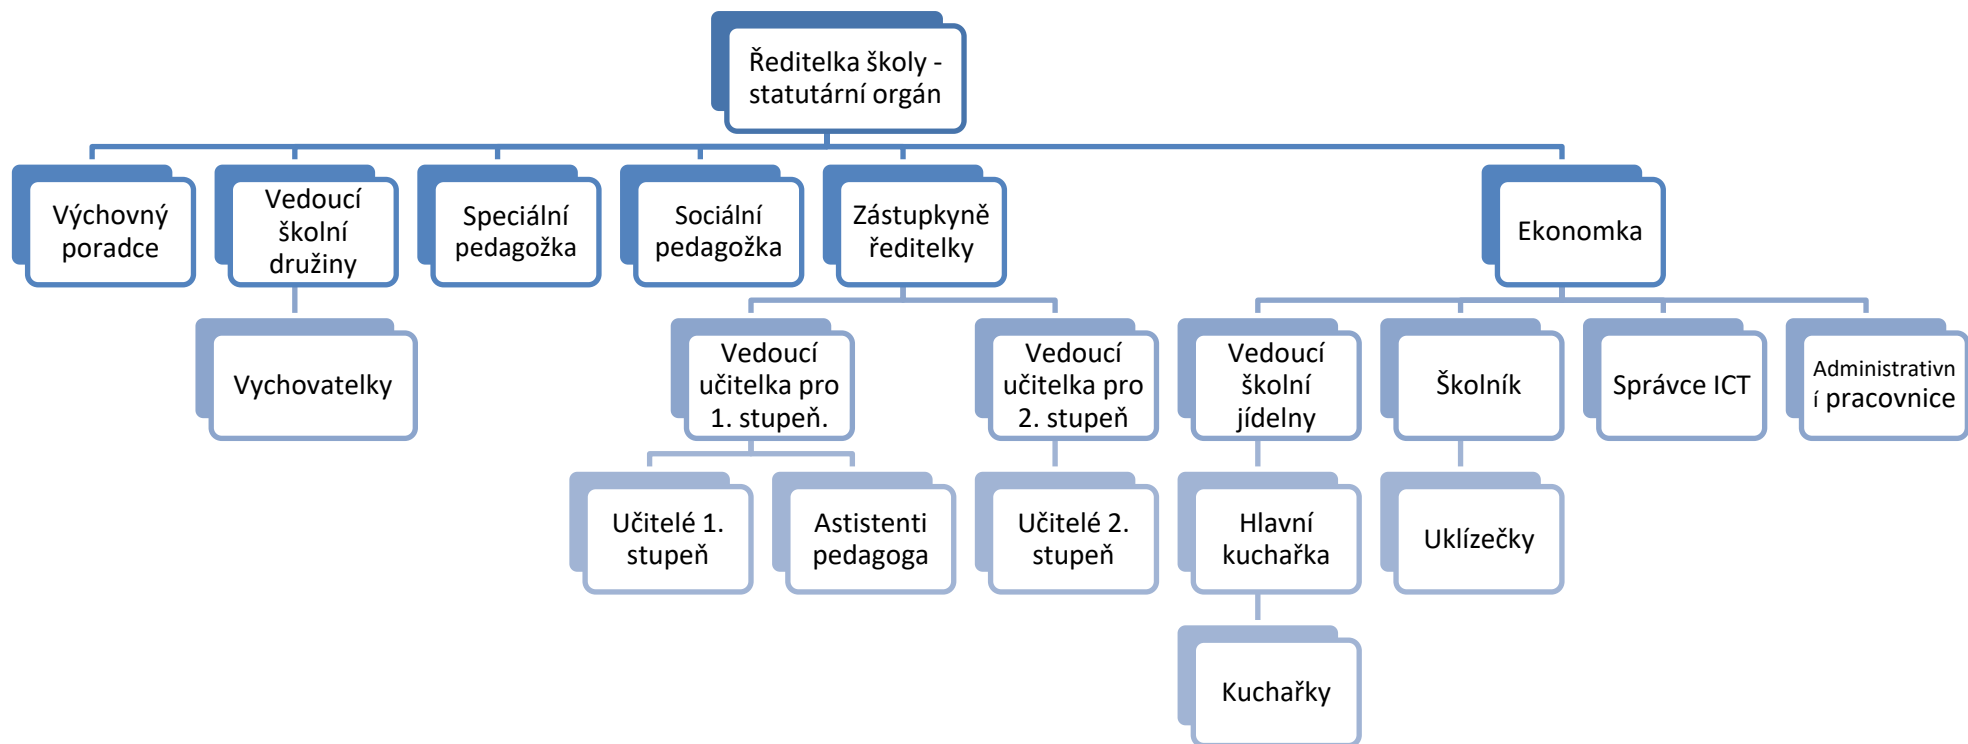 Ředitelka školy -
statutární orgán
Výchovný
poradce
Vedoucí
školní
družiny
Speciální
pedagožka
Sociální
pedagožka
Zástupkyně
ředitelky
Ekonomka
Vychovatelky
Vedoucí
učitelka pro
1. stupeň.
Vedoucí
učitelka pro
2. stupeň
Vedoucí
školní
jídelny
Školník
Správce ICT
Administrativn
í pracovnice
Učitelé 1.
stupeň
Astistenti
pedagoga
Učitelé 2.
stupeň
Hlavní
kuchařka
Uklízečky
Kuchařky